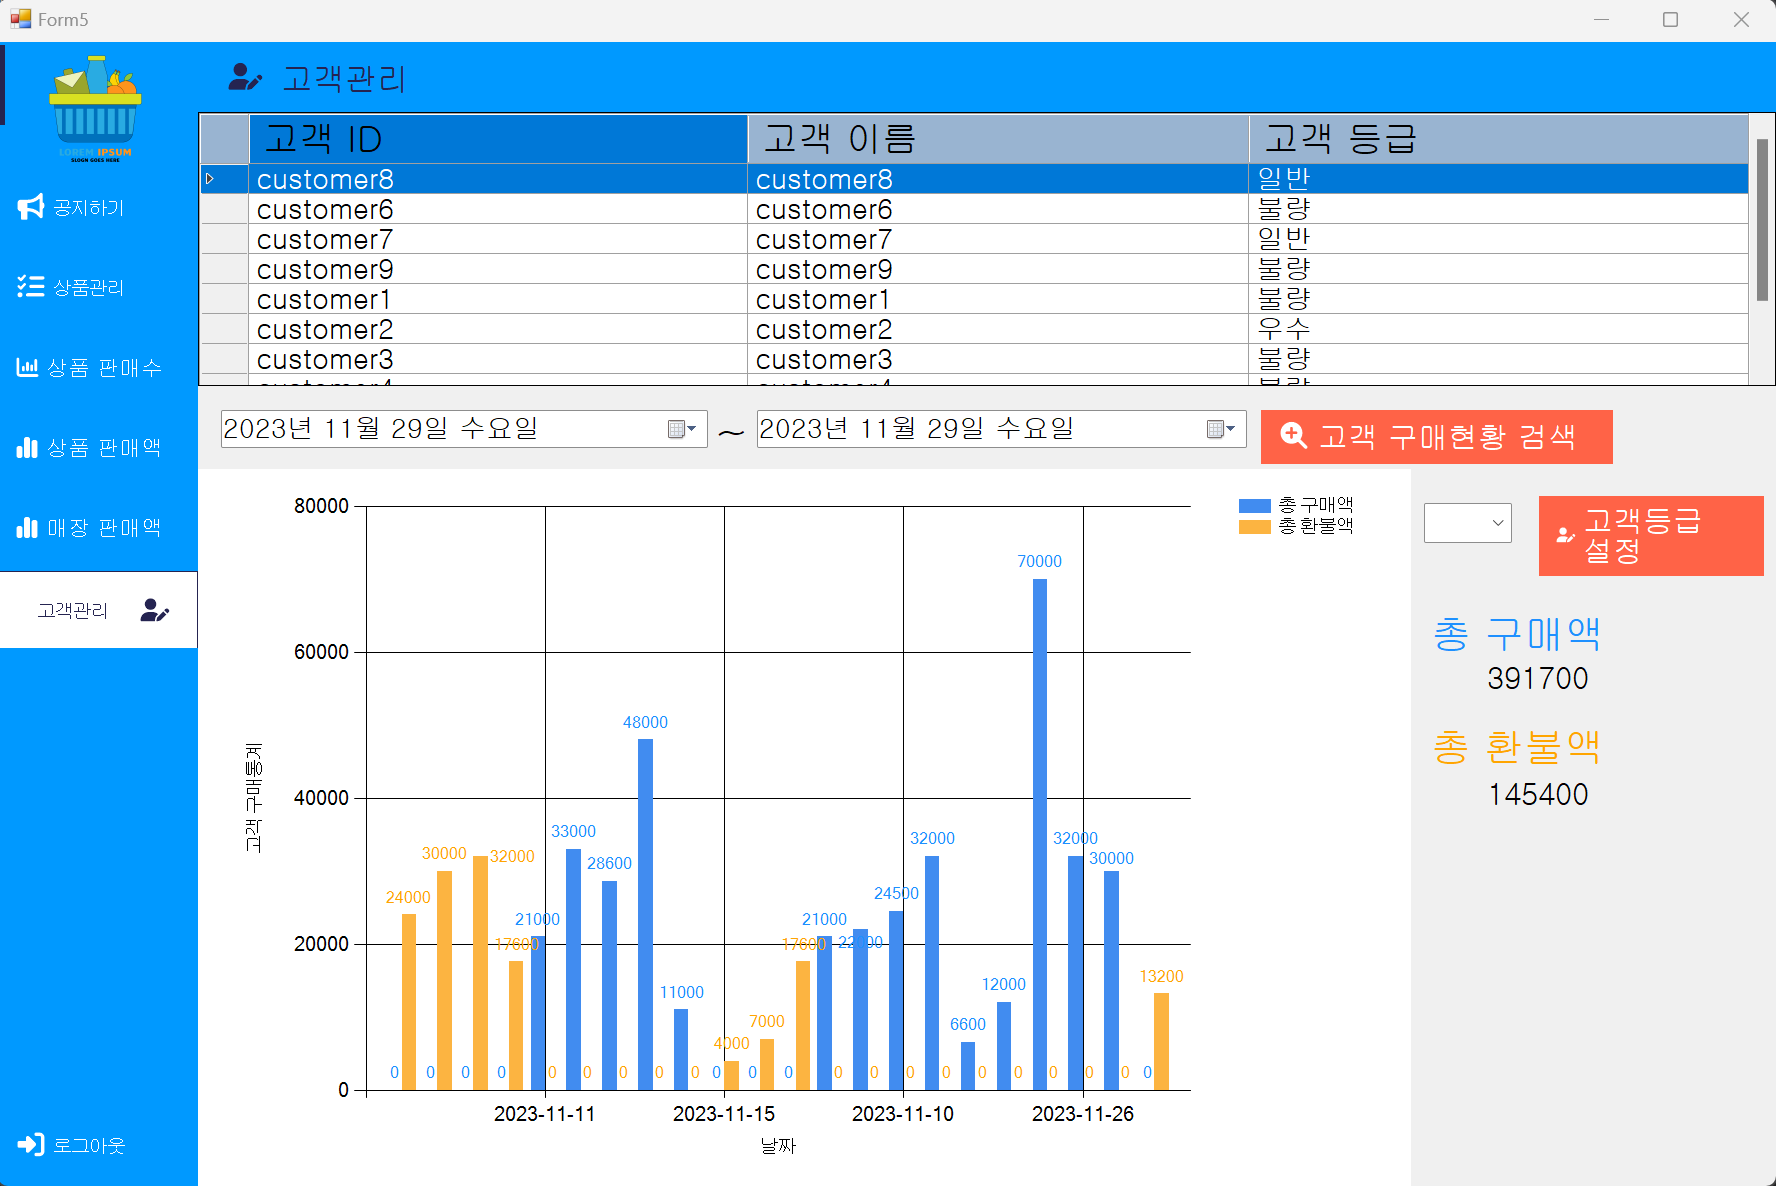 Form5
LOREM IPSUM
SLOGN GOES HERE
고객관리
공지하기
상품관리
상품 판매수
상품 판매액
매장 판매액
고객관리
로그아웃
고객 ID 고객 이름 고객 등급
customer8 customer8 일반
customer6 customer6 불량
customer7 customer7 일반
customer9 customer9 불량
customer1 customer1 불량
customer2 customer2 우수
customer3 customer3 불량
customer4 customer4 불량
2023년 11월 29일 수요일 ~ 2023년 11월 29일 수요일
고객 구매현황 검색
총 구매액
총 환불액
고객등급
설정
총 구매액
391700
총 환불액
145400
고객 구매통계
80000
60000
40000
20000
0
70000
48000
33000 32000 32000
30000 32000 28600 30000
24000 21000 21000 24500
17600 17600 22000
11000 12000 13200
4000 7000 6600
0 0 0 0 0 0 0 0 0 0 0 0 0 0 0 0 0 0 0 0 0 0
2023-11-11 2023-11-15 2023-11-10 2023-11-26
날짜